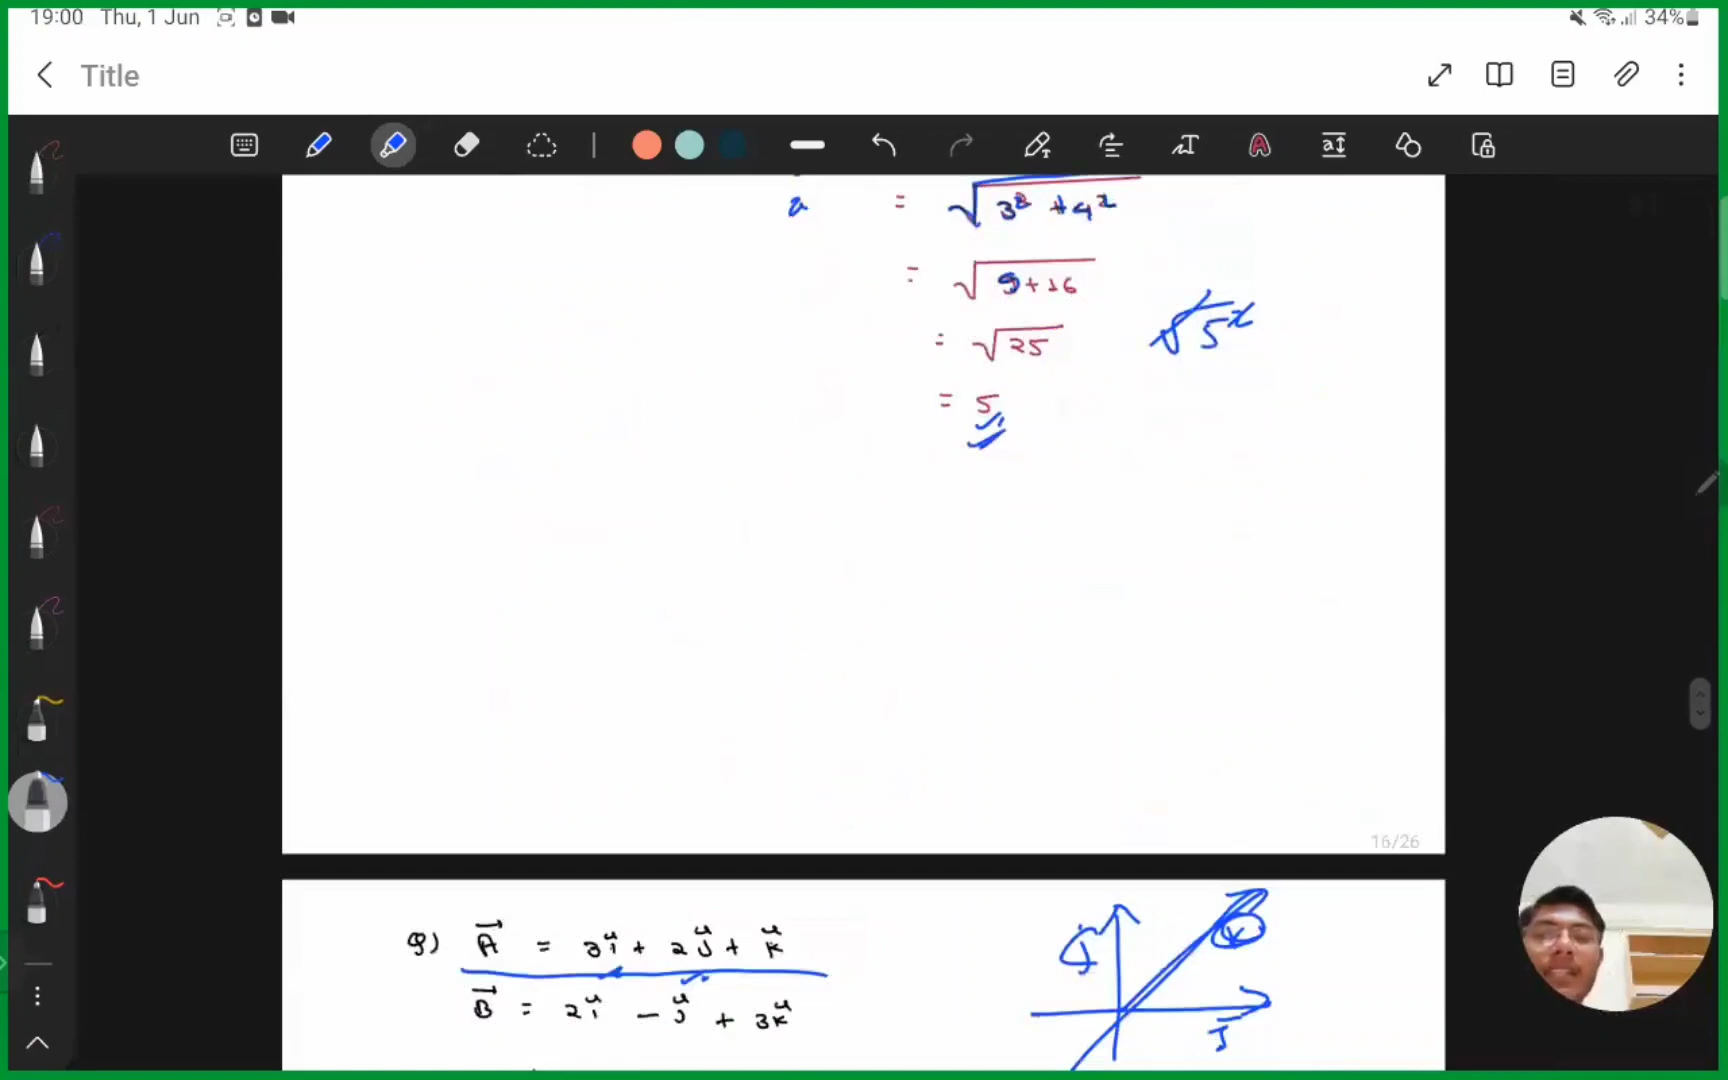 19:00 Thu, 1 Jun
34%
Title
a = √3² + 4²
= √9 + 16
= √25
√5²
= 5
16/26
Q) A⃗ = 3î + 2ĵ + k̂
B⃗ = 2î - ĵ + 3k̂
ĵ
k